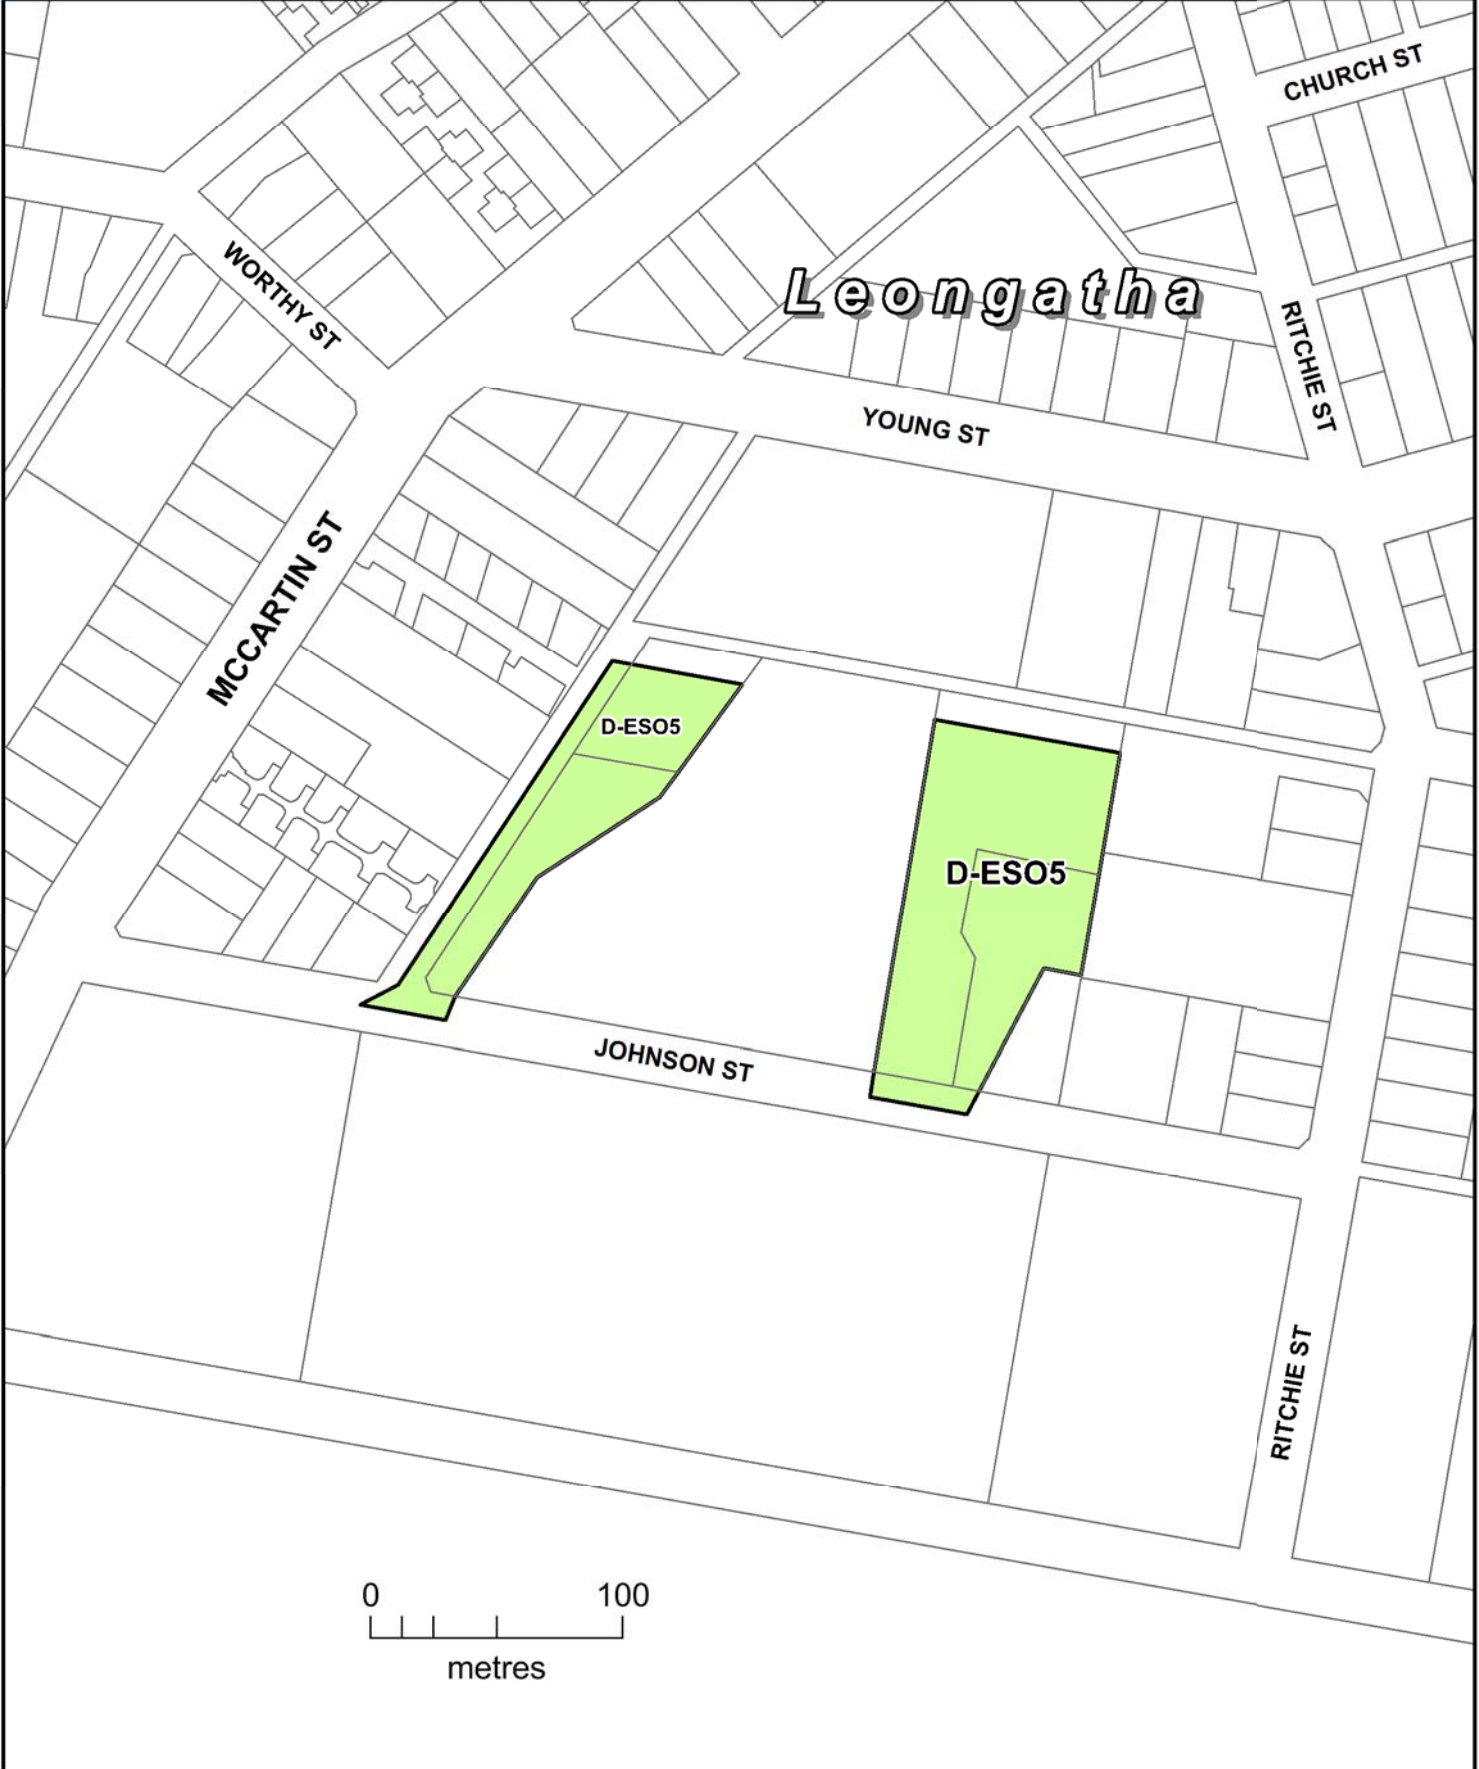 CHURCH ST
WORTHY ST
Leongatha
RITCHIE ST
YOUNG ST
MCCARTIN ST
D-ESO5
D-ESO5
JOHNSON ST
RITCHIE ST
0 100
metres